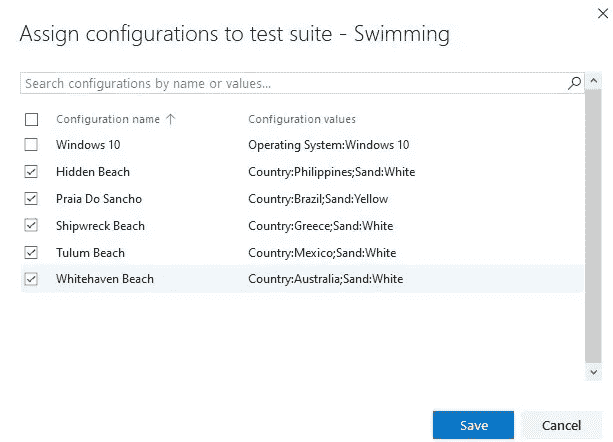 Assign configurations to test suite - Swimming
Search configurations by name or values...
Configuration name ↑ Configuration values
Windows 10 Operating System:Windows 10
Hidden Beach Country:Philippines;Sand:White
Praia Do Sancho Country:Brazil;Sand:Yellow
Shipwreck Beach Country:Greece;Sand:White
Tulum Beach Country:Mexico;Sand:White
Whitehaven Beach Country:Australia;Sand:White
Save Cancel